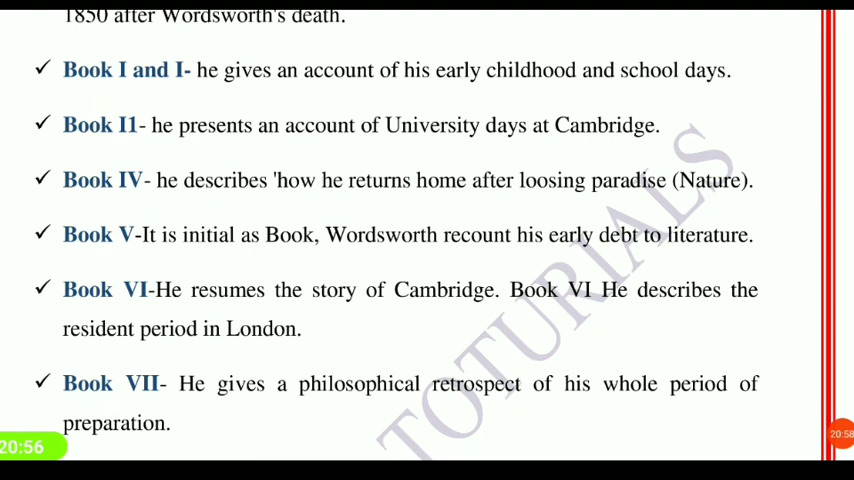 1850 after Wordsworth's death.
✓ Book I and I- he gives an account of his early childhood and school days.
✓ Book I1- he presents an account of University days at Cambridge.
✓ Book IV- he describes 'how he returns home after loosing paradise (Nature).
✓ Book V-It is initial as Book, Wordsworth recount his early debt to literature.
✓ Book VI-He resumes the story of Cambridge. Book VI He describes the
resident period in London.
✓ Book VII- He gives a philosophical retrospect of his whole period of
preparation.
TOTURIALS
20:56
20:58